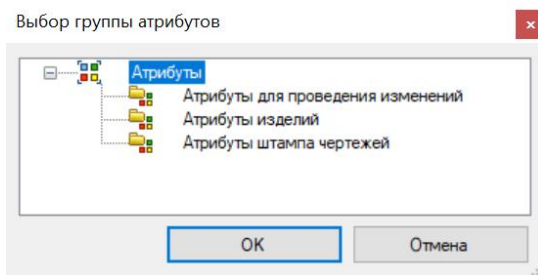 Выбор группы атрибутов
Атрибуты
Атрибуты для проведения изменений
Атрибуты изделий
Атрибуты штампа чертежей
OK
Отмена